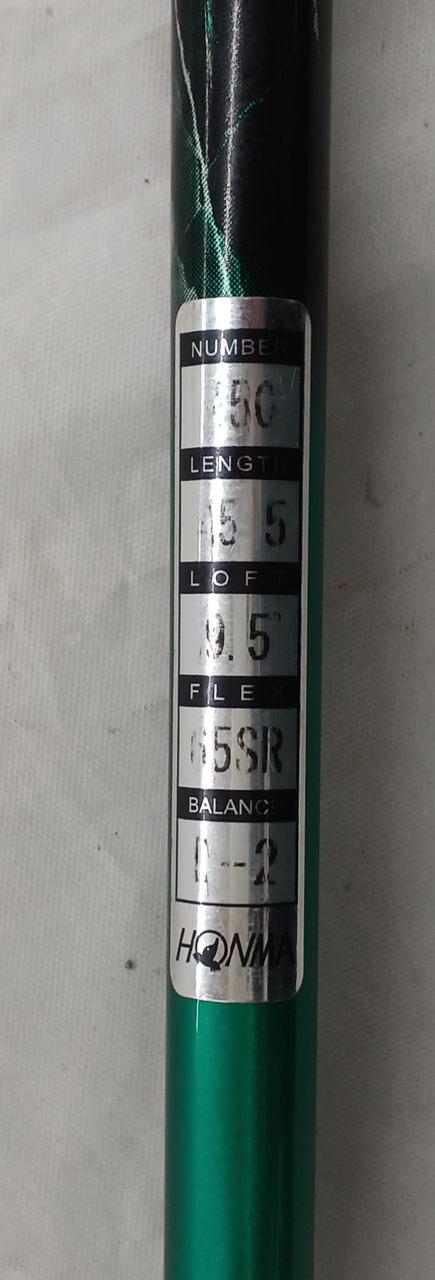 NUMBER
LENGTH
45 5
LOFT
9.5°
FLEX
65SR
BALANCE
D-2
HONMA